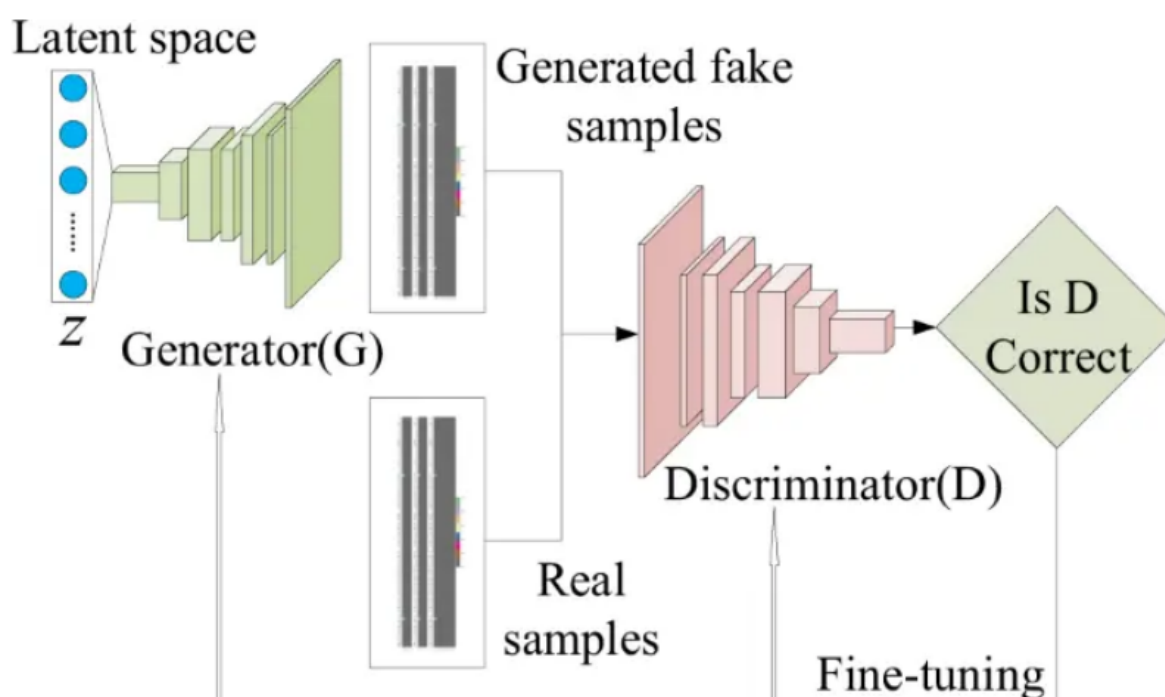 Latent space
Generated fake
samples
z
Generator(G)
Is D
Correct
Discriminator(D)
Real
samples
Fine-tuning